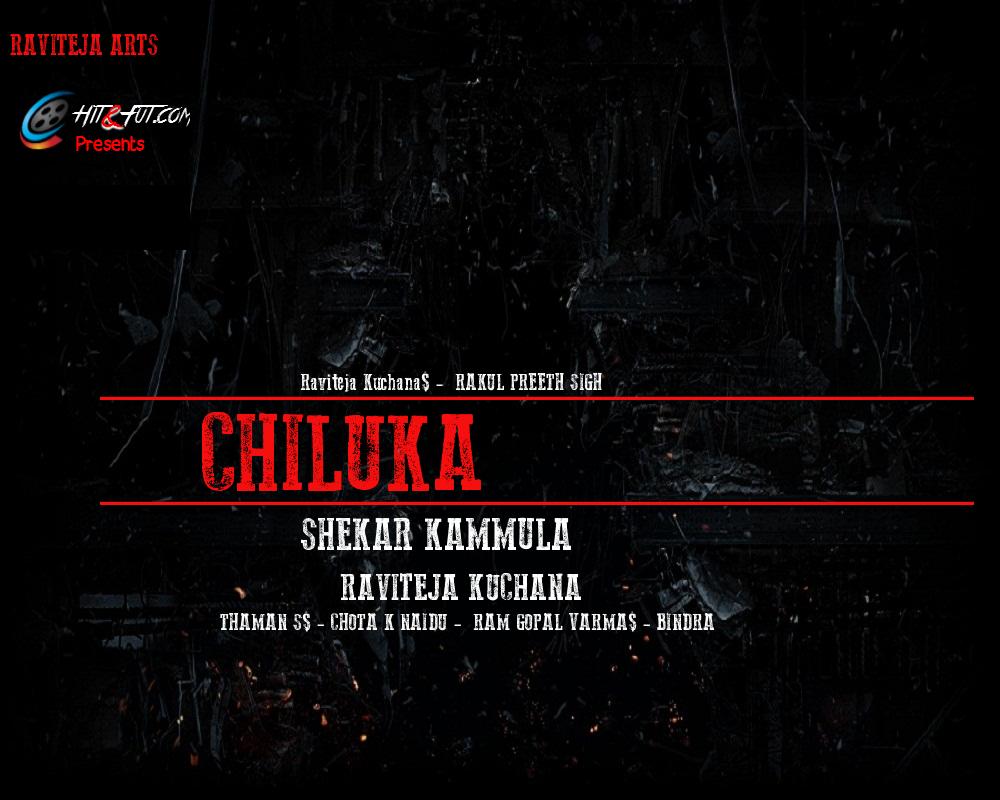 RAVITEJA ARTS
HIT&FUT.COM
Presents
Raviteja Kuchana$ - RAKUL PREETH SIGH
CHILUKA
SHEKAR KAMMULA
RAVITEJA KUCHANA
THAMAN S$ - CHOTA K NAIDU - RAM GOPAL VARMA$ - BINDRA